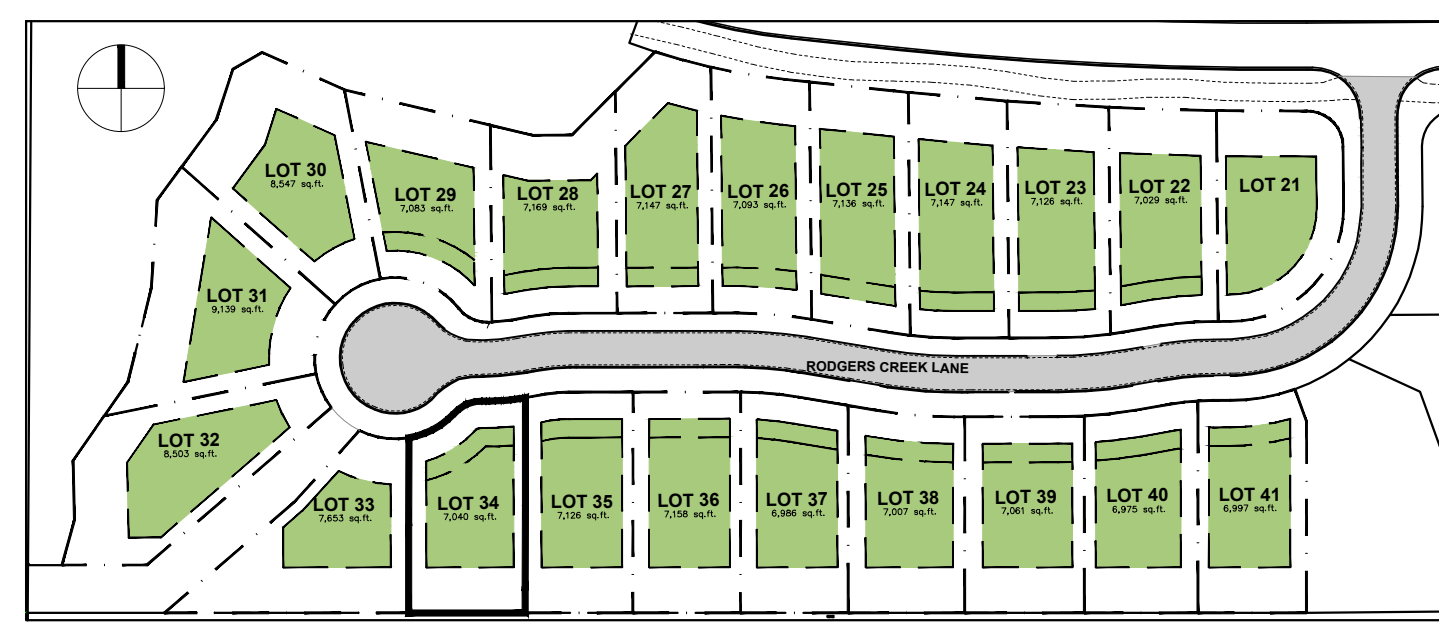 LOT 30
8,547 sq.ft.
LOT 29
7,083 sq.ft.
LOT 28
7,169 sq.ft.
LOT 27
7,147 sq.ft.
LOT 26
7,093 sq.ft.
LOT 25
7,136 sq.ft.
LOT 24
7,147 sq.ft.
LOT 23
7,126 sq.ft.
LOT 22
7,029 sq.ft.
LOT 21
LOT 31
9,139 sq.ft.
RODGERS CREEK LANE
LOT 32
8,503 sq.ft.
LOT 33
7,653 sq.ft.
LOT 34
7,040 sq.ft.
LOT 35
7,126 sq.ft.
LOT 36
7,158 sq.ft.
LOT 37
6,986 sq.ft.
LOT 38
7,007 sq.ft.
LOT 39
7,061 sq.ft.
LOT 40
6,975 sq.ft.
LOT 41
6,997 sq.ft.